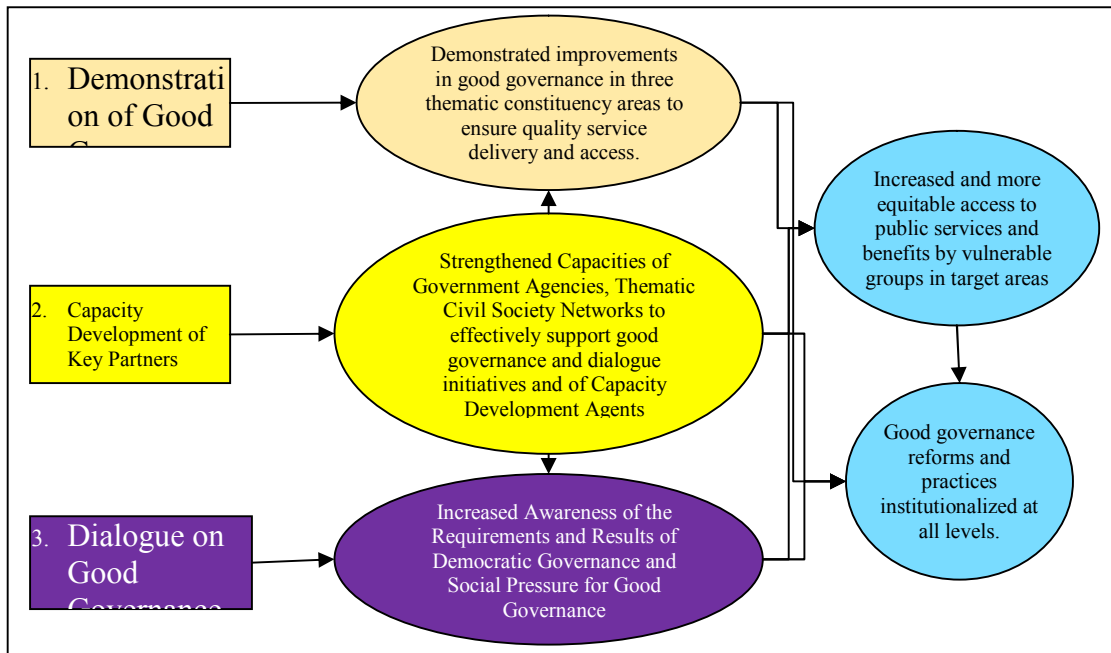 1. Demonstrati
on of Good
Demonstrated improvements
in good governance in three
thematic constituency areas to
ensure quality service
delivery and access.
2. Capacity
Development of
Key Partners
Strengthened Capacities of
Government Agencies, Thematic
Civil Society Networks to
effectively support good
governance and dialogue
initiatives and of Capacity
Development Agents
3. Dialogue on
Good
Governance
Increased Awareness of the
Requirements and Results of
Democratic Governance and
Social Pressure for Good
Governance
Increased and more
equitable access to
public services and
benefits by vulnerable
groups in target areas
Good governance
reforms and
practices
institutionalized at
all levels.